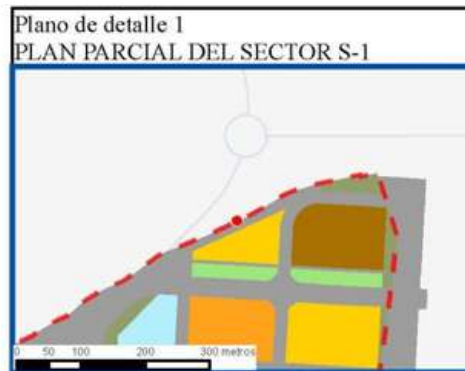 Plano de detalle 1
PLAN PARCIAL DEL SECTOR S-1
0 50 100 200 300 metros